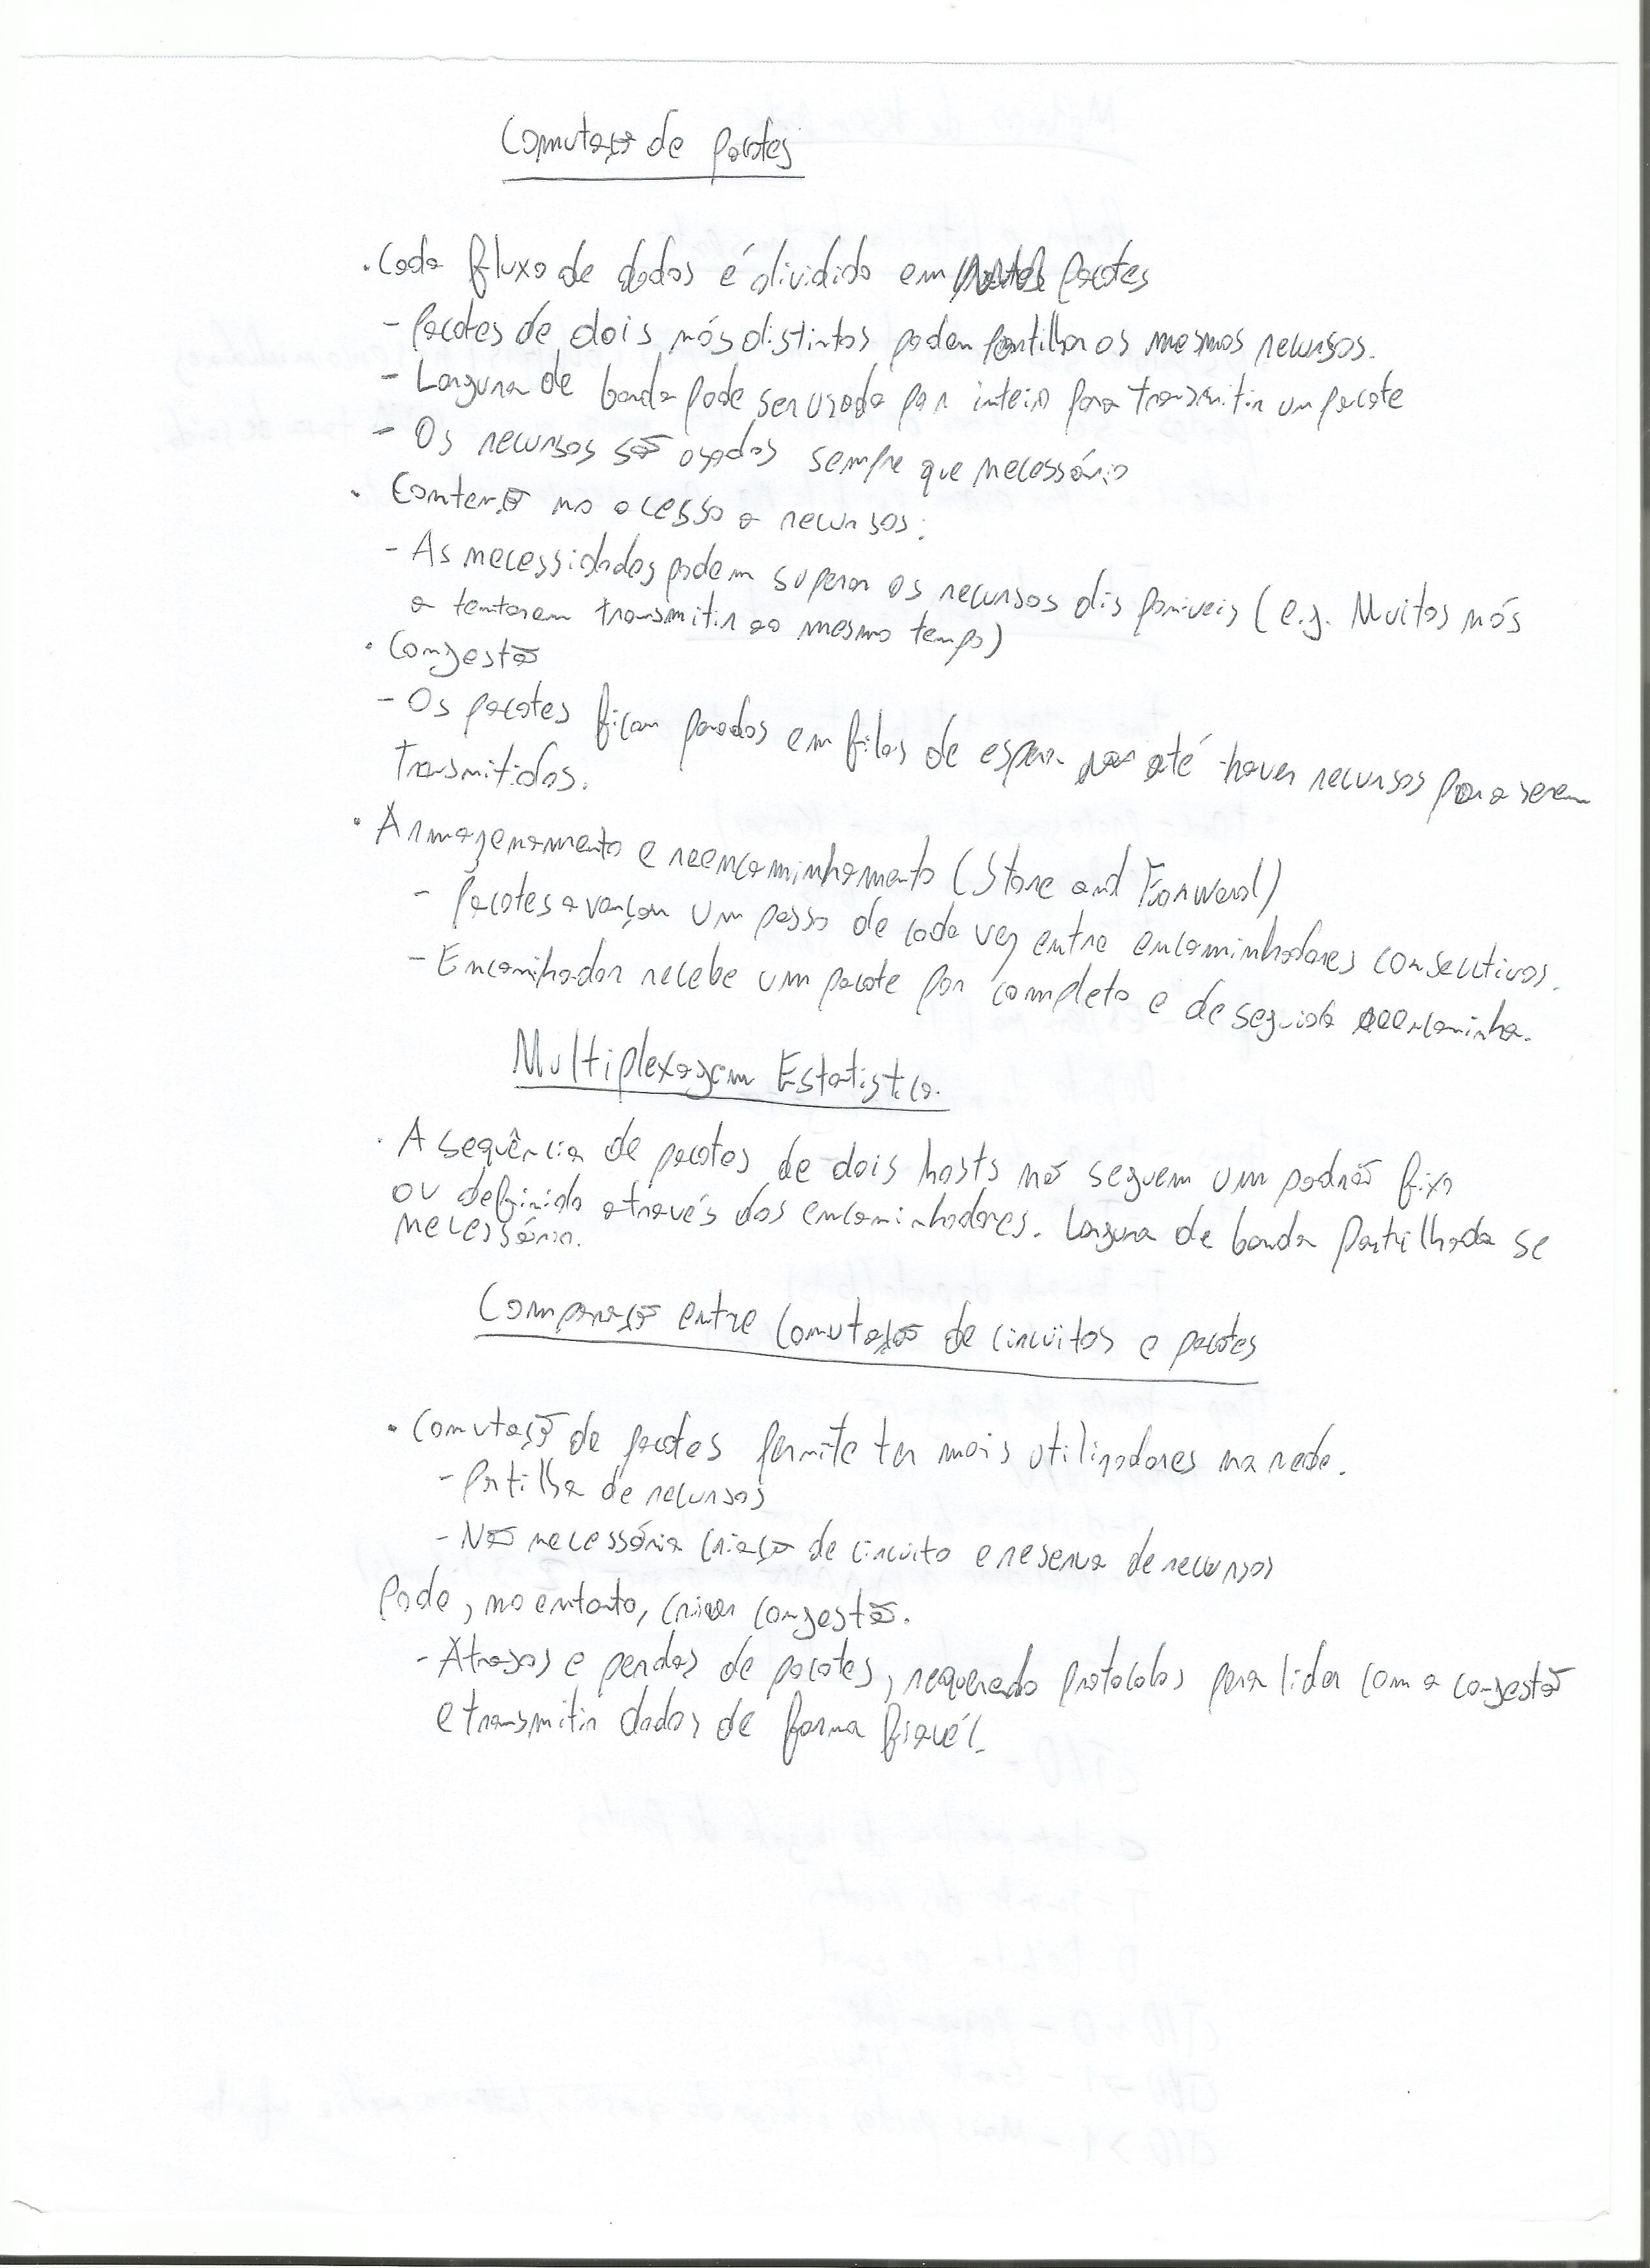 Comutação de pacotes
• Cada fluxo de dados é dividido em pacotes
- Pacotes de dois nós distintos podem partilhar os mesmos recursos.
- Largura de banda pode ser usada por inteiro para transmitir um pacote
- Os recursos são usados sempre que necessário
• Contenção no acesso a recursos:
- As necessidades podem superar os recursos disponíveis (e.g. Muitos nós
a tentarem transmitir ao mesmo tempo)
• Congestão
- Os pacotes ficam parados em filas de espera até haver recursos para serem
transmitidos.
• Armazenamento e reencaminhamento (Store and Forward)
- Pacotes avançam um passo de cada vez entre encaminhadores consecutivos.
- Encaminhador recebe um pacote por completo e de seguida reencaminha.
Multiplexagem Estatistica.
• A sequência de pacotes de dois hosts não seguem um padrão fixo
ou definido através dos encaminhadores. Largura de banda partilhada se
necessário.
Comparação entre Comutação de circuitos e pacotes
• Comutação de pacotes permite ter mais utilizadores na rede.
- Partilha de recursos
- Não necessária criação de circuito e reserva de recursos
Pode, no entanto, criar congestão.
- Atrasos e perdas de pacotes, requerendo protocolos para lidar com a congestão
e transmitir dados de forma fiável.